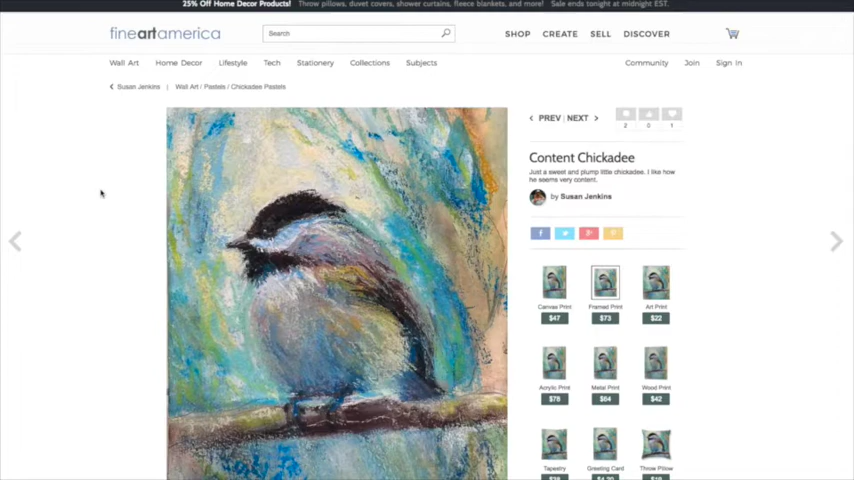 25% Off Home Decor Products! Throw pillows, duvet covers, shower curtains, fleece blankets, and more! Sale ends tonight at midnight EST.
fineartamerica
Search
SHOP CREATE SELL DISCOVER
Wall Art Home Decor Lifestyle Tech Stationery Collections Subjects Community Join Sign In
Susan Jenkins Wall Art / Pastels / Chickadee Pastels
PREV | NEXT
2 0 1
Content Chickadee
Just a sweet and plump little chickadee. I like how
he seems very content.
by Susan Jenkins
Canvas Print Framed Print Art Print
$47 $73 $22
Acrylic Print Metal Print Wood Print
$78 $64 $42
Tapestry Greeting Card Throw Pillow